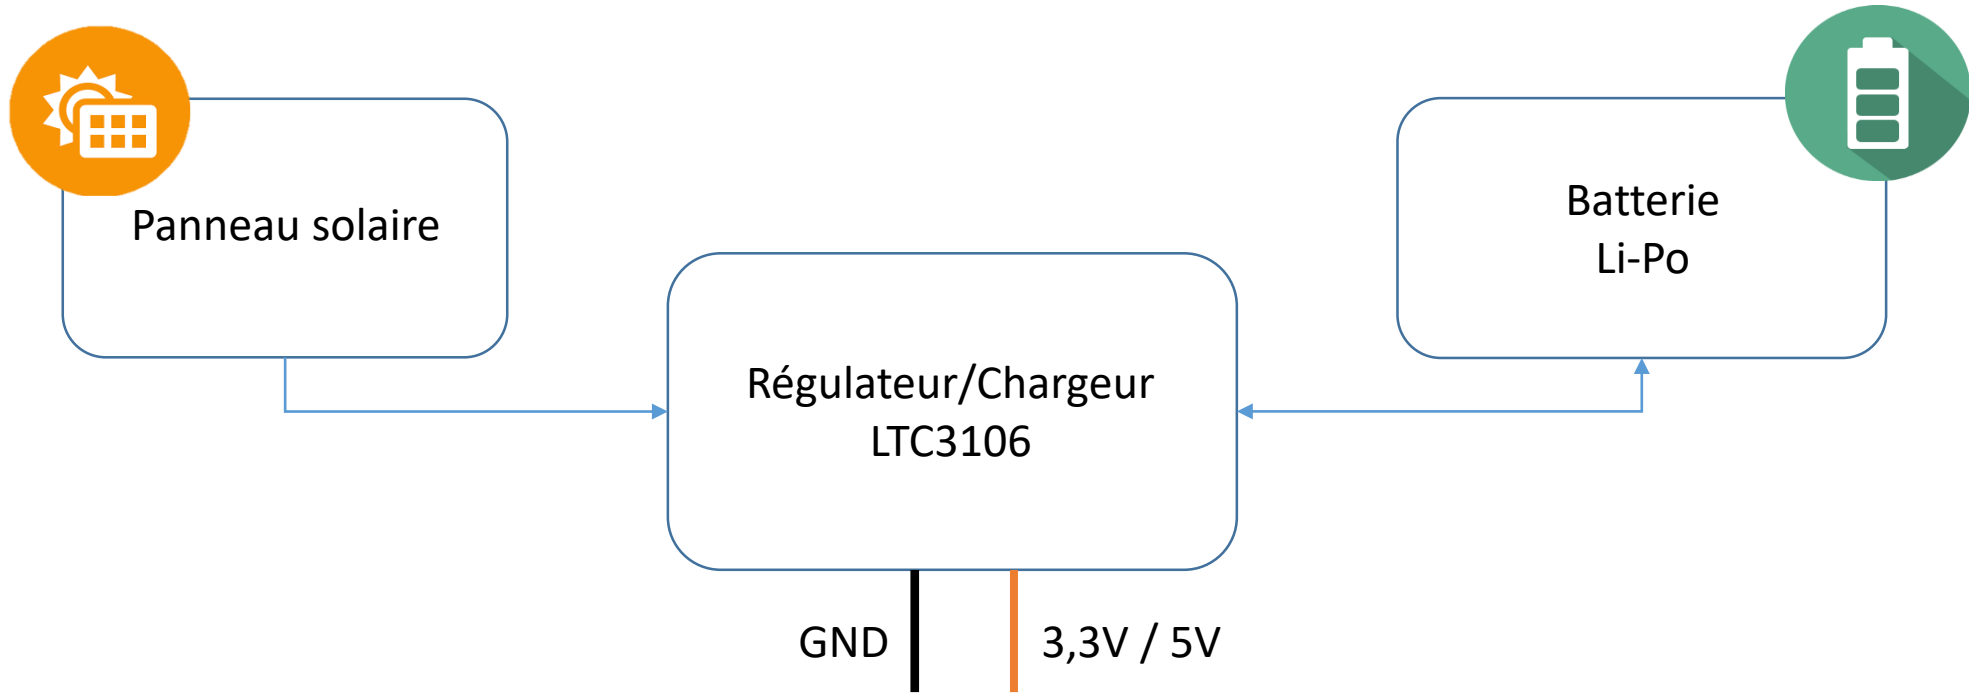 Panneau solaire
Batterie
Li-Po
Régulateur/Chargeur
LTC3106
GND
3,3V / 5V